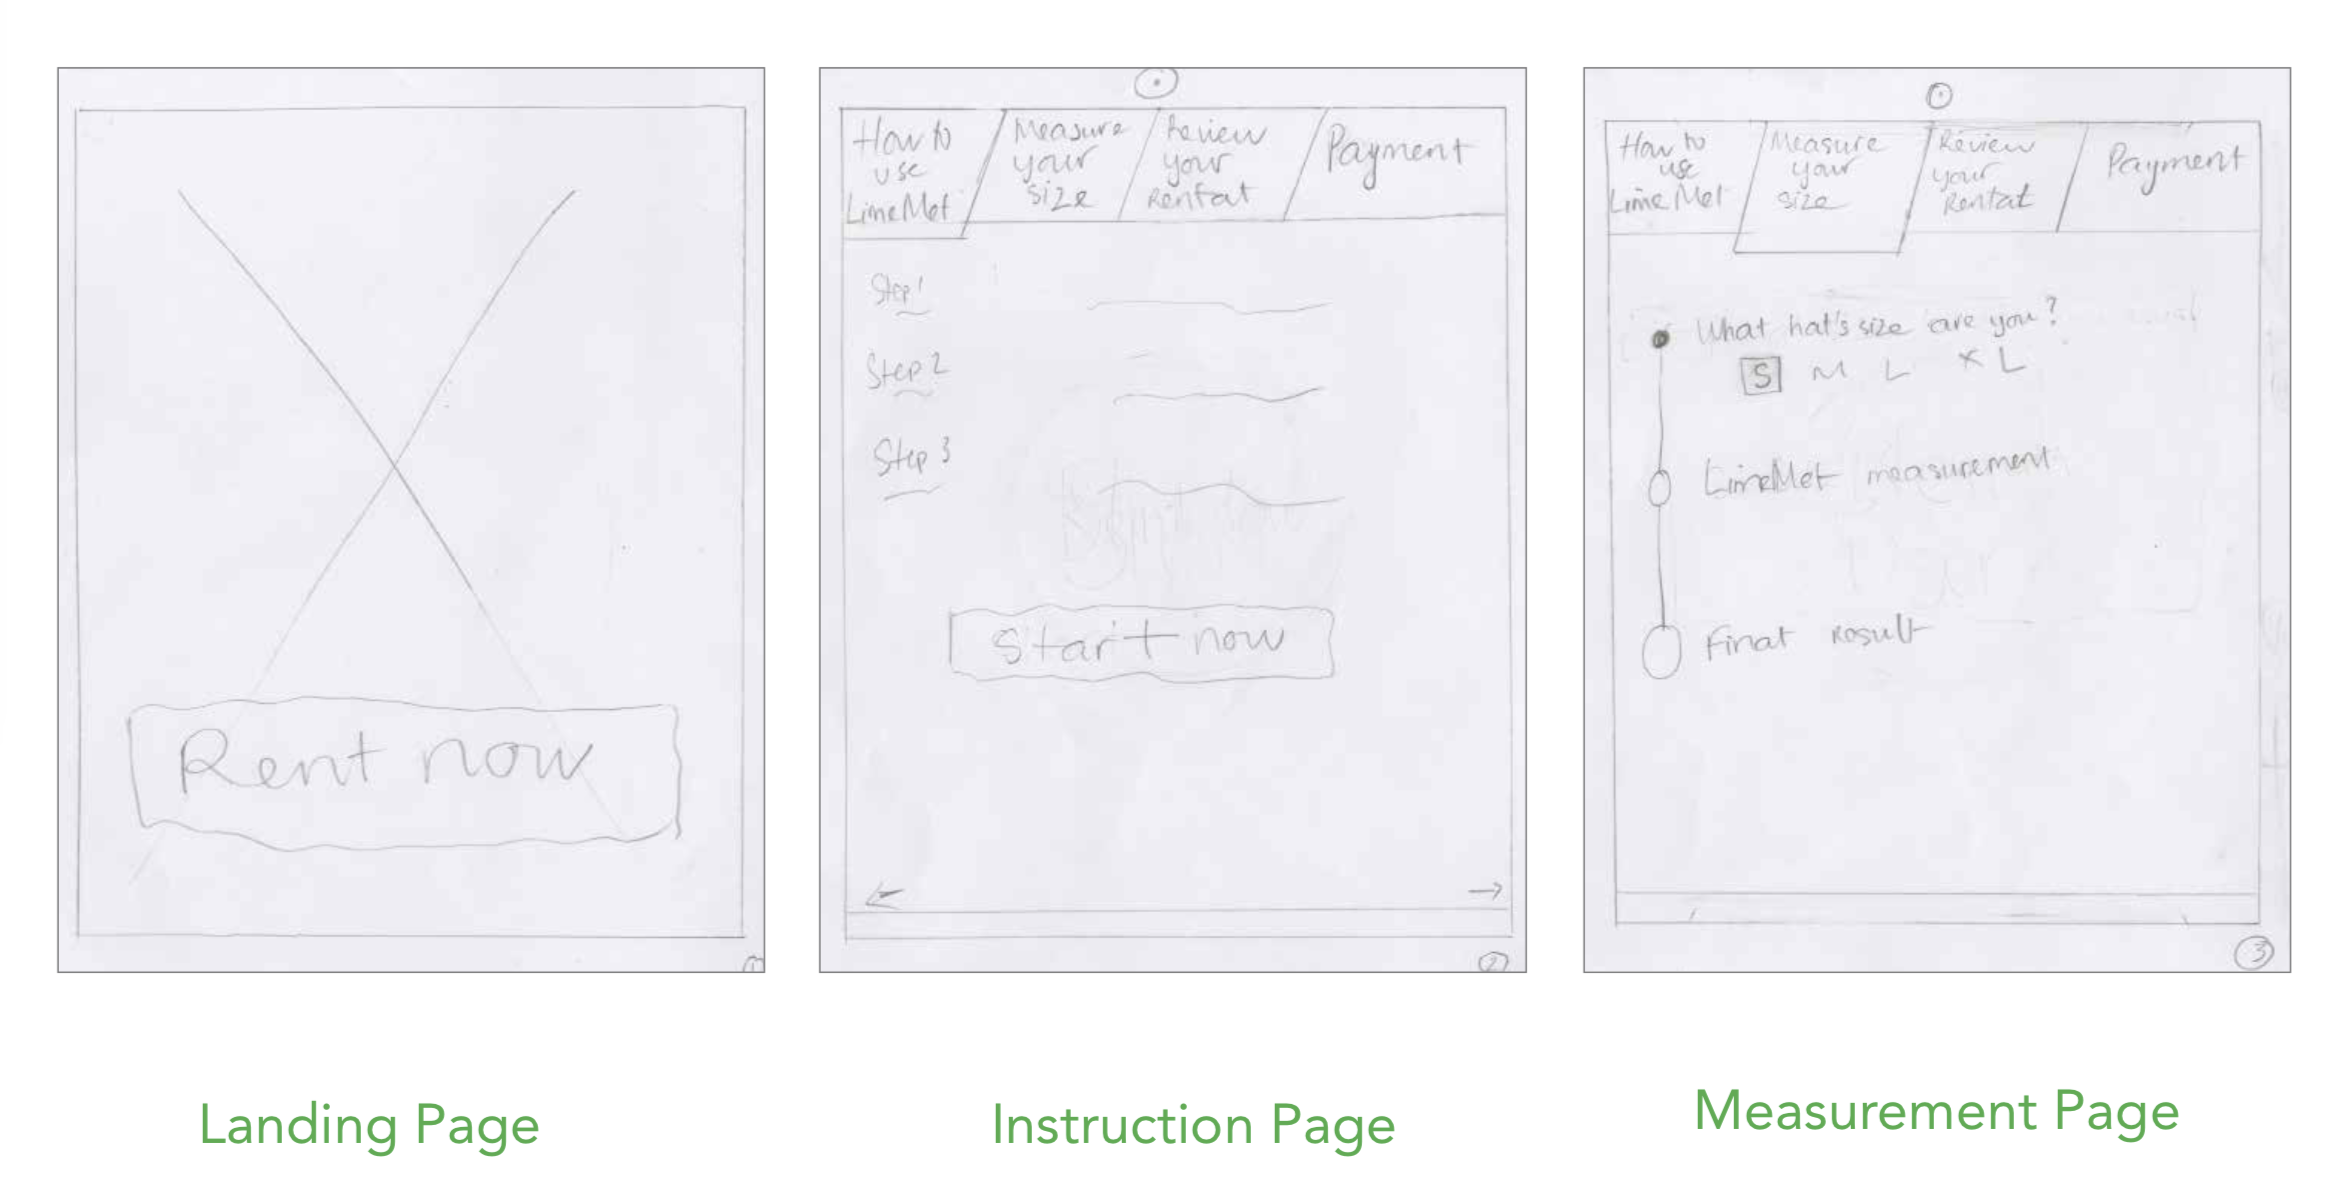 Rent now
1
How to
use
LimeMet
Measure
your
size
Review
your
Rental
Payment
Step 1
Step 2
Step 3
Start now
2
How to
use
LimeMet
Measure
your
size
Review
your
Rental
Payment
What hat's size are you?
S M L XL
LimeMet measurement
Final Result
3
Landing Page
Instruction Page
Measurement Page